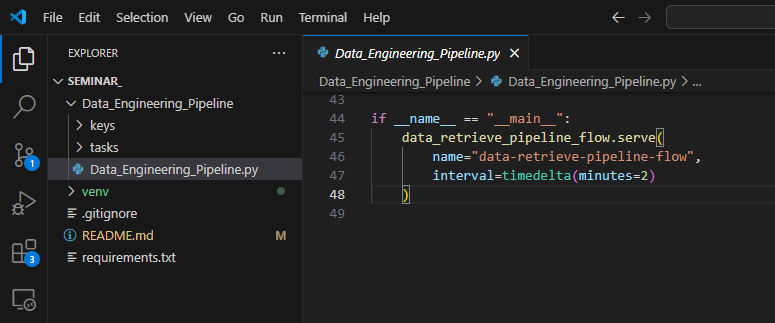 File Edit Selection View Go Run Terminal Help
EXPLORER ...
SEMINAR_
Data_Engineering_Pipeline
keys
tasks
Data_Engineering_Pipeline.py
venv
.gitignore
README.md M
requirements.txt
1
3
Data_Engineering_Pipeline.py
Data_Engineering_Pipeline > Data_Engineering_Pipeline.py > ...
43
44 if __name__ == "__main__":
45 data_retrieve_pipeline_flow.serve(
46 name="data-retrieve-pipeline-flow",
47 interval=timedelta(minutes=2)
48 )
49